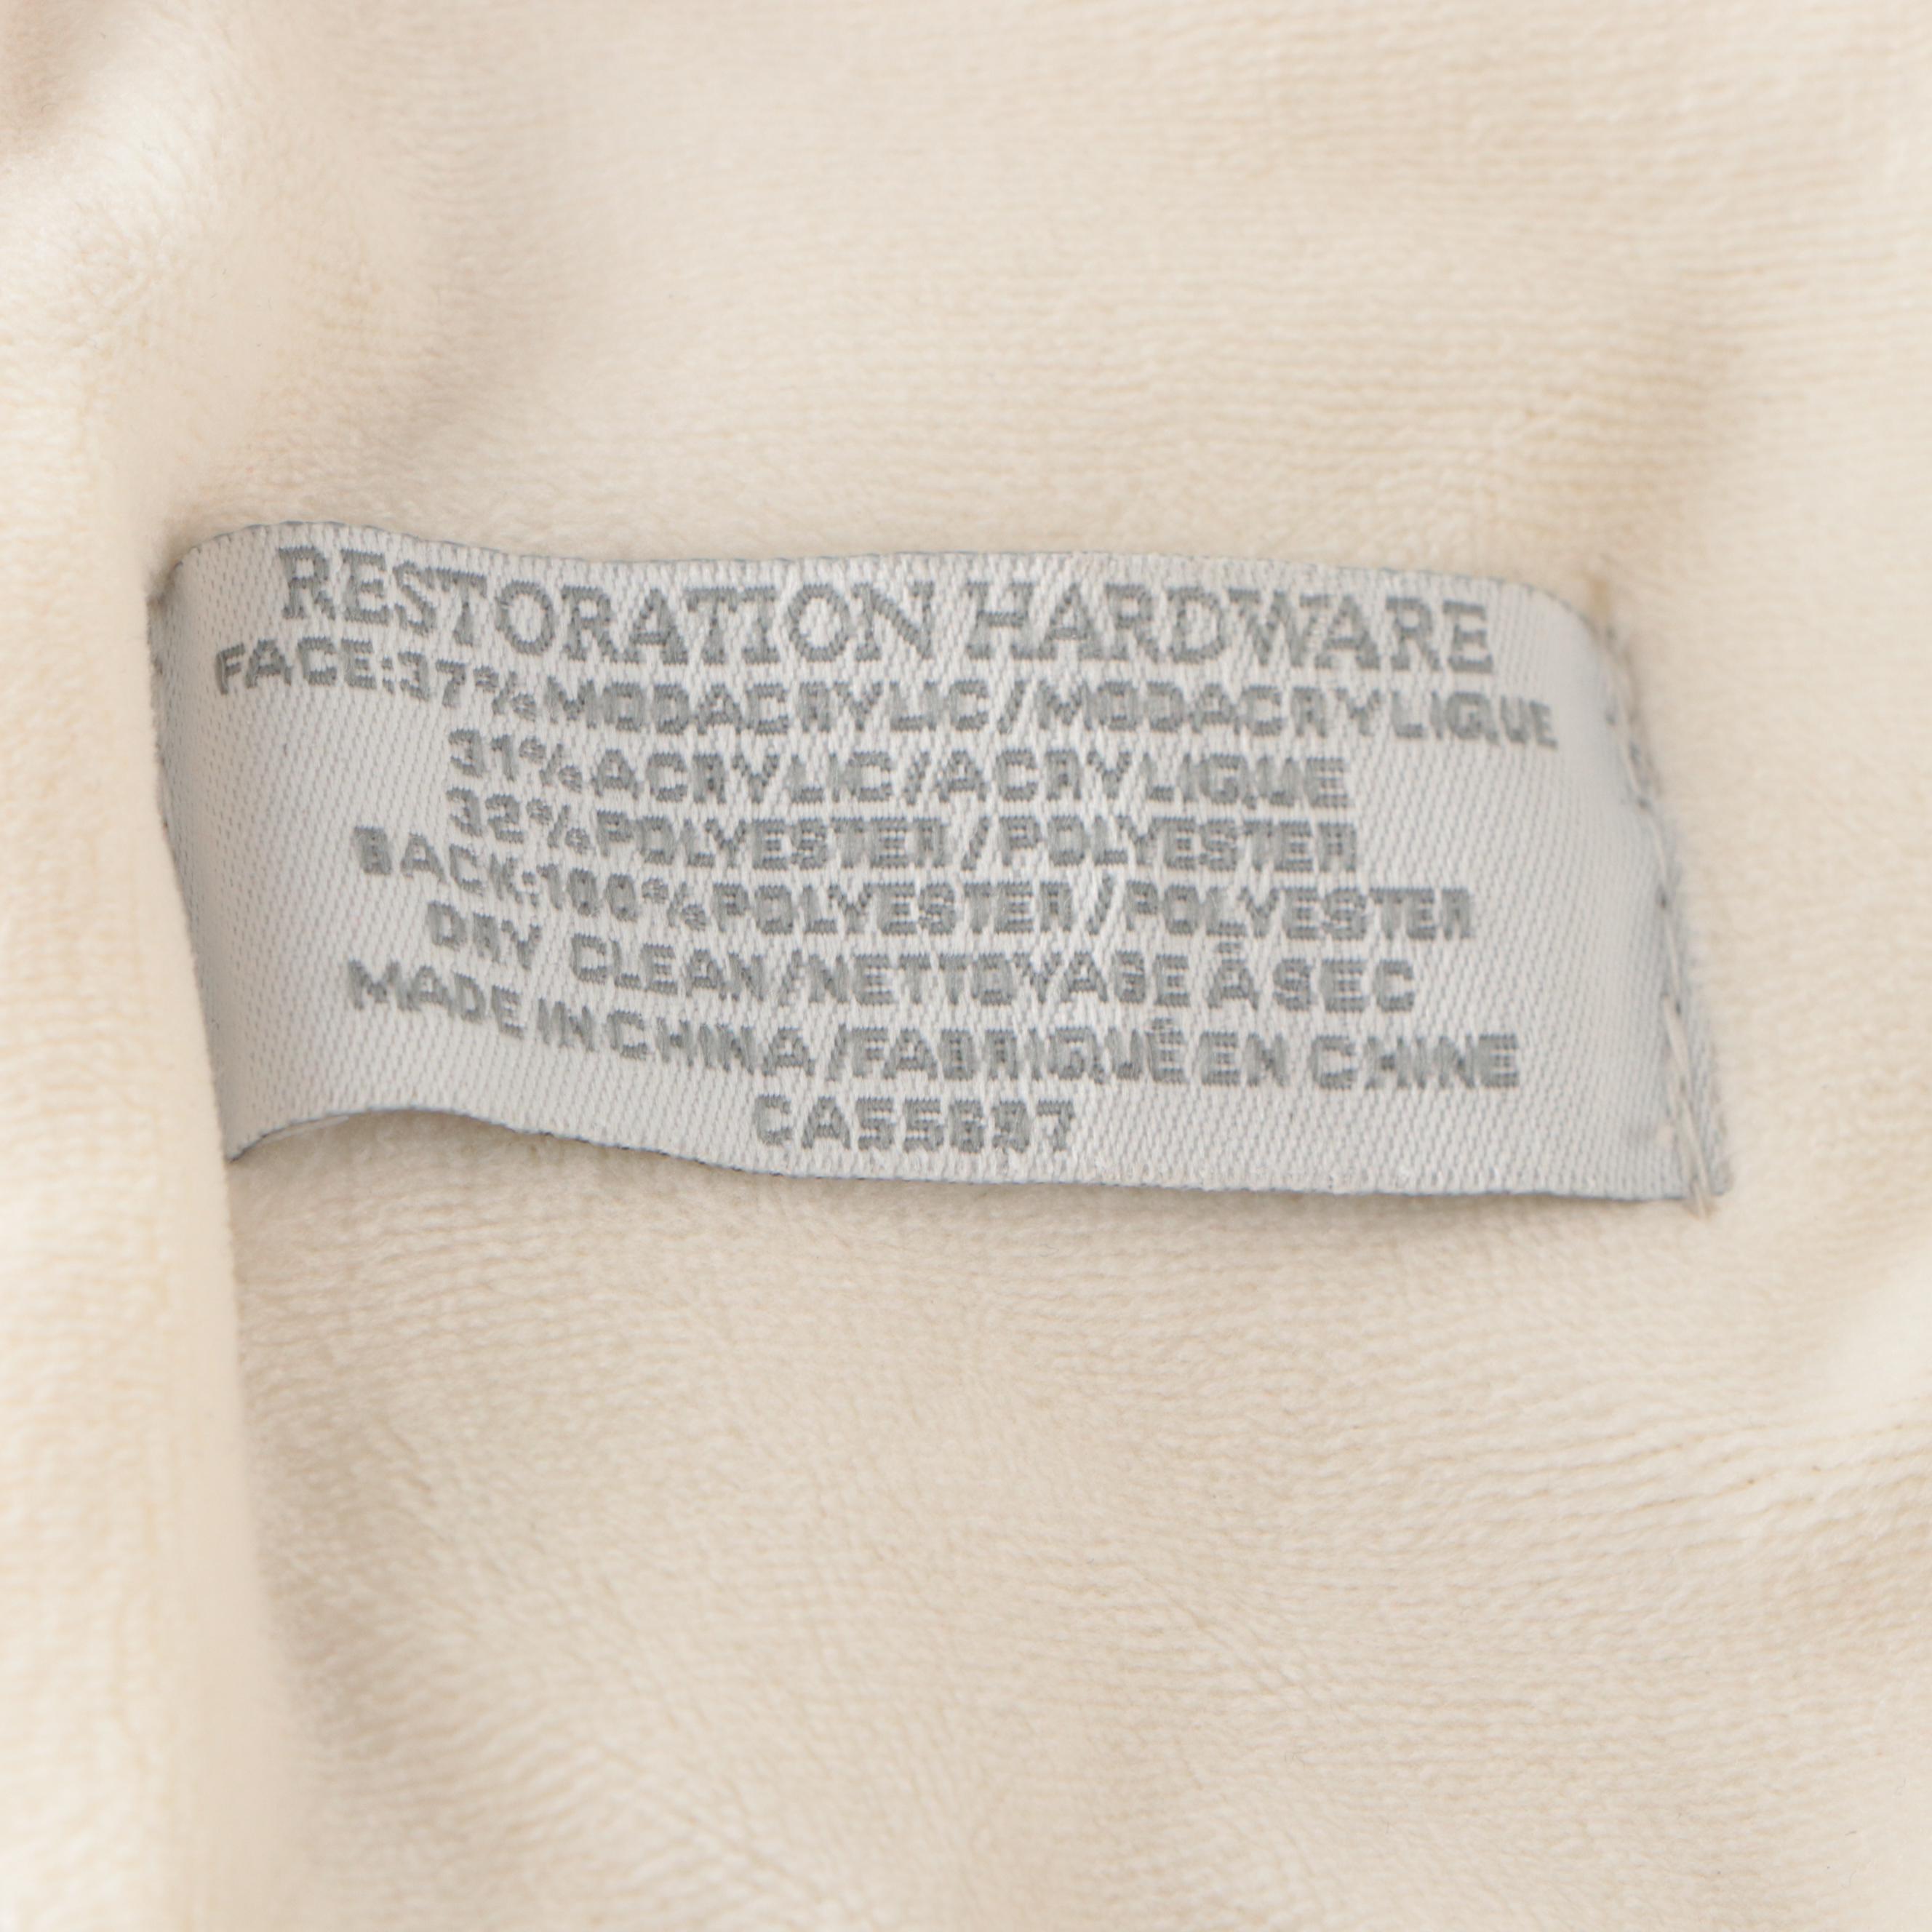 RESTORATION HARDWARE
FACE:37%MODACRYLIC/MODACRYLIQUE
31%ACRYLIC/ACRYLIQUE
32%POLYESTER/POLYESTER
BACK:100%POLYESTER/POLYESTER
DRY CLEAN/NETTOYAGE À SEC
MADE IN CHINA/FABRIQUÉ EN CHINE
CA55697